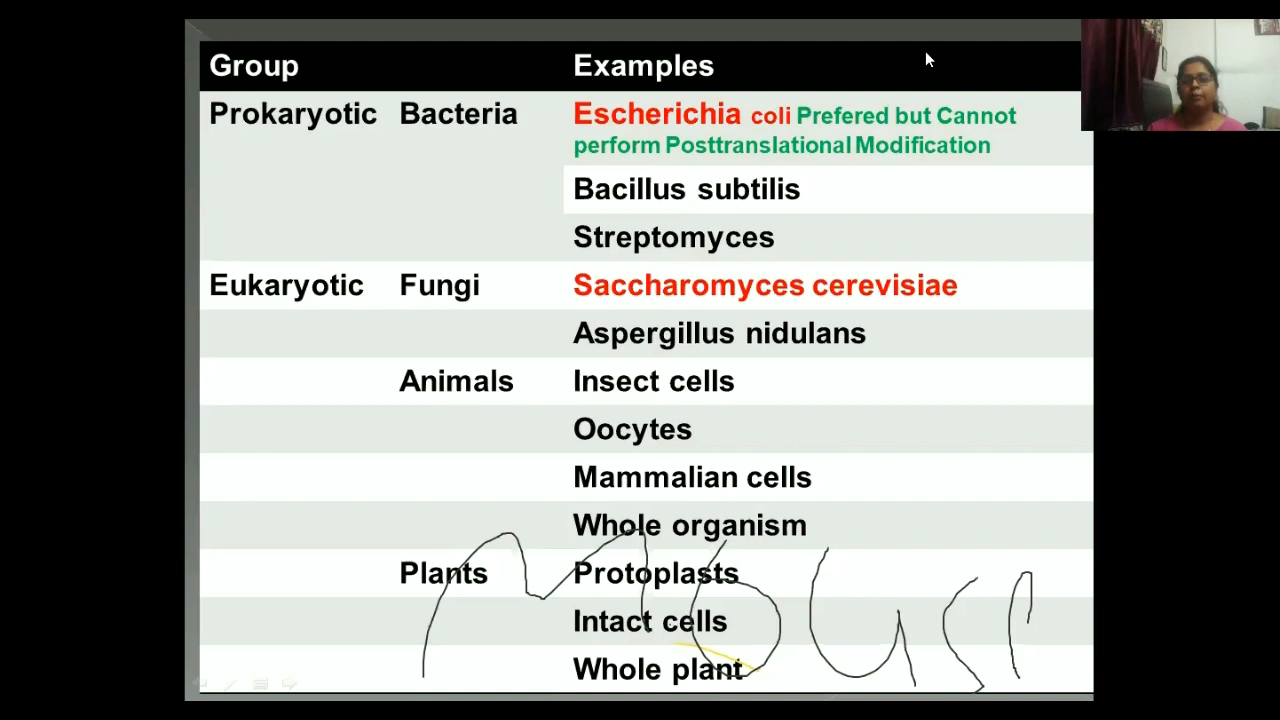 Group Examples
Prokaryotic Bacteria Escherichia coli Prefered but Cannot
perform Posttranslational Modification
Bacillus subtilis
Streptomyces
Eukaryotic Fungi Saccharomyces cerevisiae
Aspergillus nidulans
Animals Insect cells
Oocytes
Mammalian cells
Whole organism
Plants Protoplasts
Intact cells
Whole plant